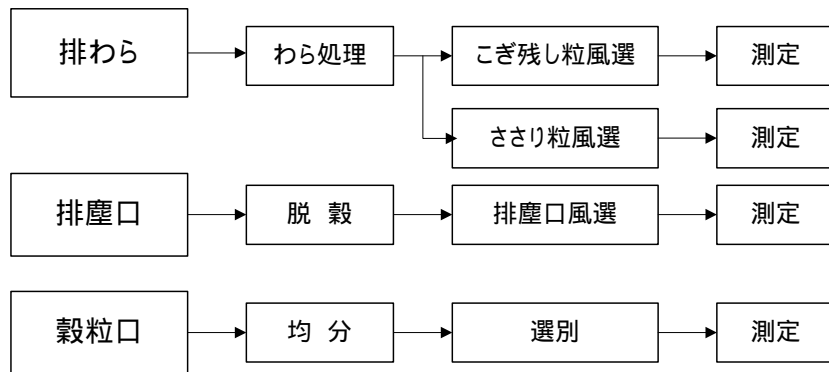 排わら
わら処理
こぎ残し粒風選
測定
ささり粒風選
測定
排塵口
脱 穀
排塵口風選
測定
穀粒口
均 分
選別
測定